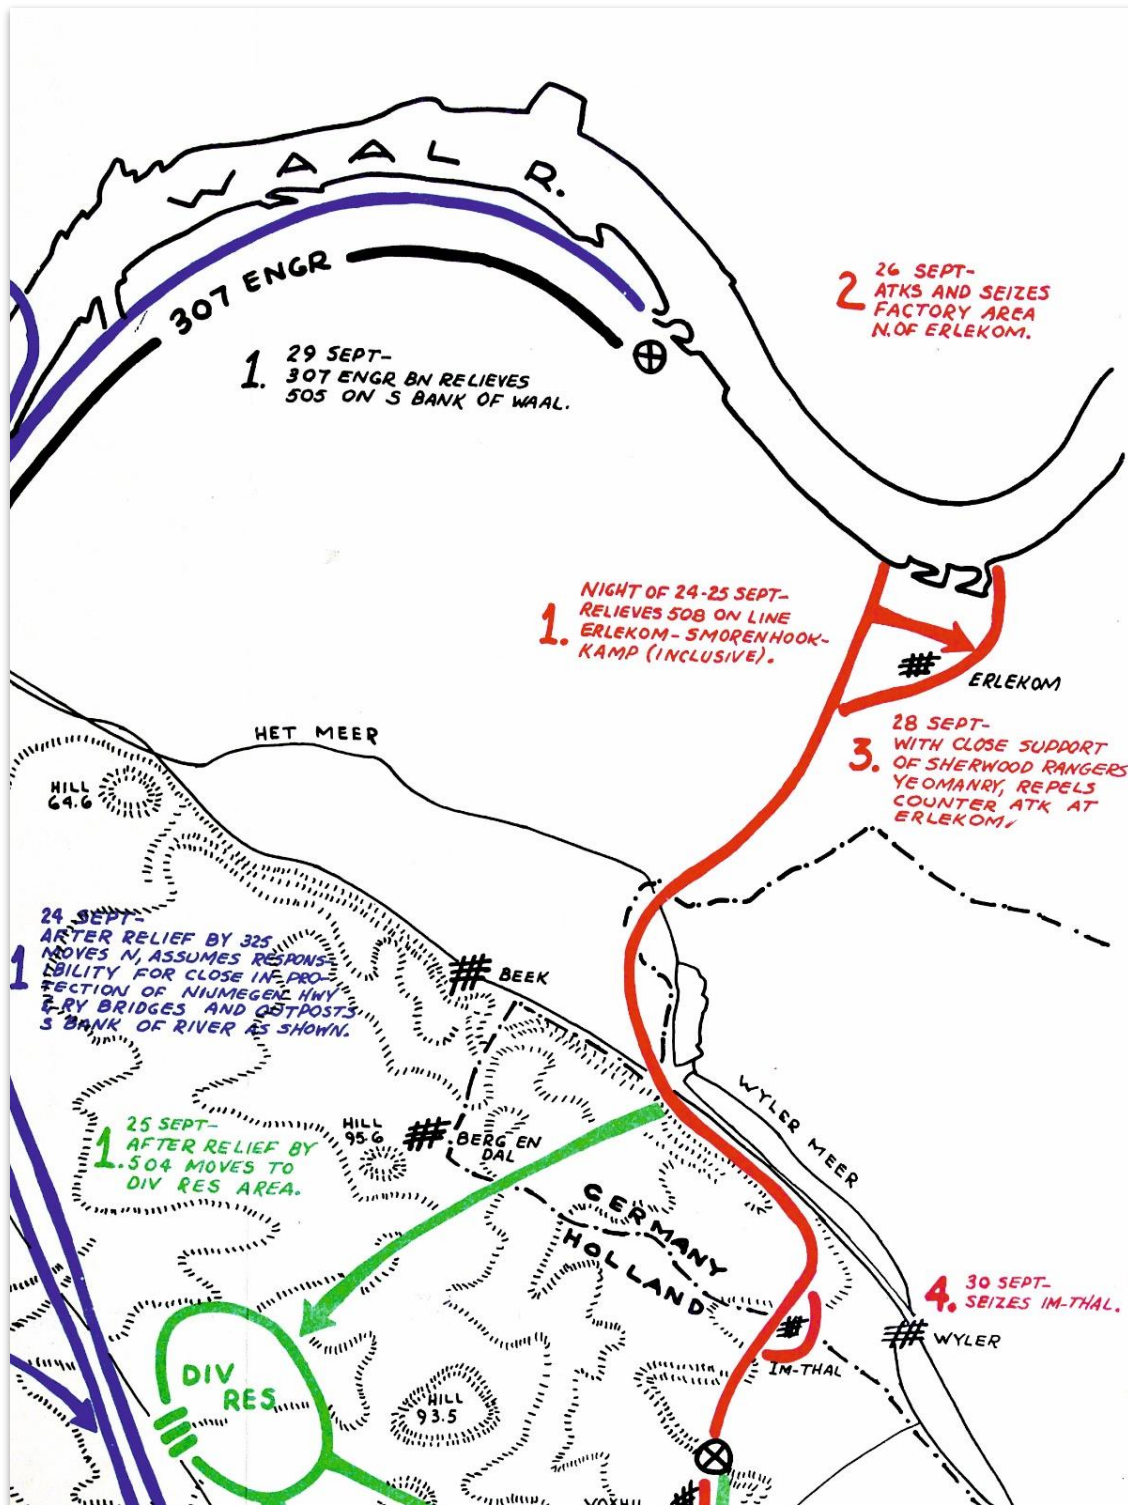 WAAL R.
307 ENGR
1. 29 SEPT-
307 ENGR BN RELIEVES
505 ON S BANK OF WAAL.
2 26 SEPT-
ATKS AND SEIZES
FACTORY AREA
N.OF ERLEKOM.
1. NIGHT OF 24-25 SEPT-
RELIEVES 508 ON LINE
ERLEKOM-SMORENHOOK-
KAMP (INCLUSIVE).
ERLEKOM
3. 28 SEPT-
WITH CLOSE SUPPORT
OF SHERWOOD RANGERS
YEOMANRY, REPELS
COUNTER ATK AT
ERLEKOM.
HET MEER
HILL
64.6
1 24 SEPT-
AFTER RELIEF BY 325
MOVES N, ASSUMES RESPONS-
IBILITY FOR CLOSE IN PRO-
TECTION OF NIJMEGEN HWY
& RY BRIDGES AND OUTPOSTS
S BANK OF RIVER AS SHOWN.
BEEK
1. 25 SEPT-
AFTER RELIEF BY
504 MOVES TO
DIV RES AREA.
HILL
95.6
BERG EN
DAL
WYLER MEER
GERMANY
HOLLAND
4. 30 SEPT-
SEIZES IM-THAL.
WYLER
IM-THAL
DIV
RES
HILL
93.5